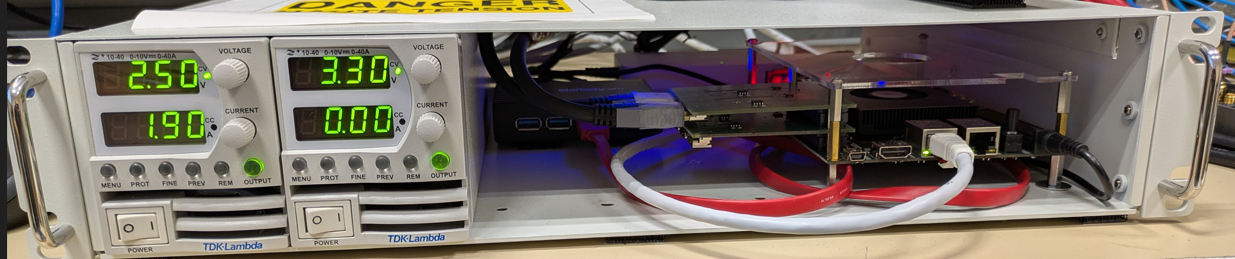 DANGER
TENSION
10-40 0-10V 0-40A
VOLTAGE
2.50
CV
V
CURRENT
1.90
CC
A
MENU PROT FINE PREV REM OUTPUT
POWER
TDK-Lambda
10-40 0-10V 0-40A
VOLTAGE
3.30
CV
V
CURRENT
0.00
CC
A
MENU PROT FINE PREV REM OUTPUT
POWER
TDK-Lambda